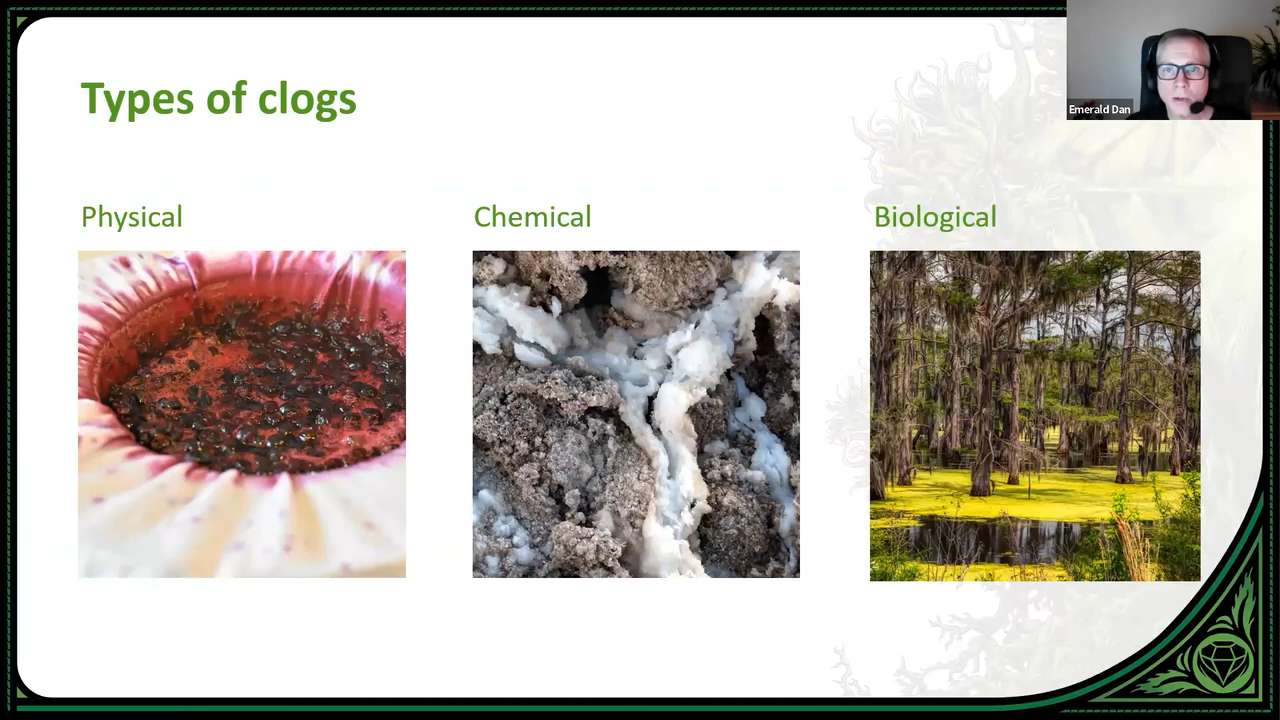 Types of clogs
Physical
Chemical
Biological
Emerald Dan